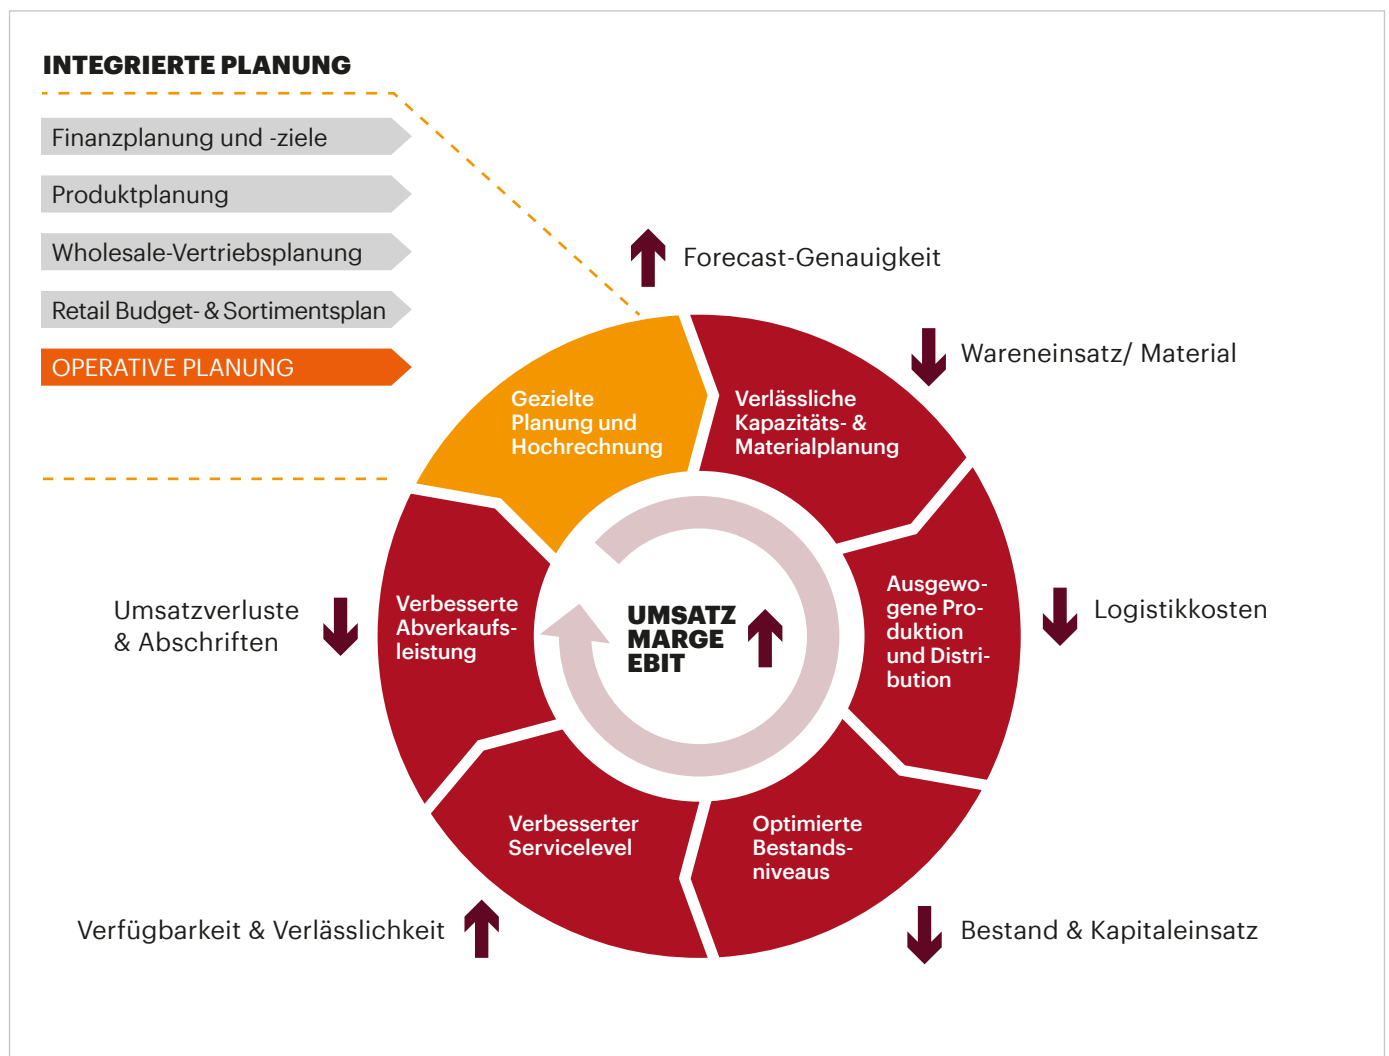 INTEGRIERTE PLANUNG
Finanzplanung und -ziele
Produktplanung
Wholesale-Vertriebsplanung
Retail Budget- & Sortimentsplan
OPERATIVE PLANUNG
Forecast-Genauigkeit
Wareneinsatz/ Material
Gezielte
Planung und
Hochrechnung
Verlässliche
Kapazitäts- &
Materialplanung
Ausgewo-
gene Pro-
duktion
und Distri-
bution
Logistikkosten
Umsatzverluste
& Abschriften
Verbesserte
Abverkaufs-
leistung
UMSATZ
MARGE
EBIT
Verbesserter
Servicelevel
Optimierte
Bestands-
niveaus
Verfügbarkeit & Verlässlichkeit
Bestand & Kapitaleinsatz